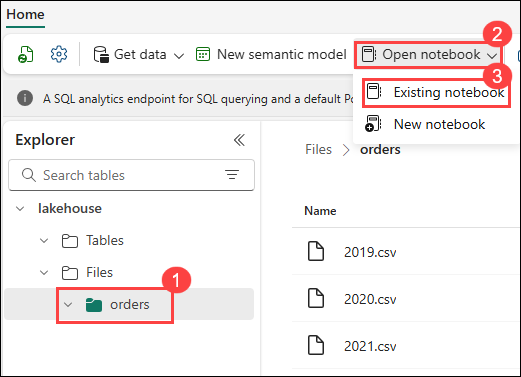 Home
2
Get data
New semantic model
Open notebook
3
A SQL analytics endpoint for SQL querying and a default Po
Existing notebook
New notebook
Explorer
Search tables
Files > orders
lakehouse
Tables
Files
1
orders
Name
2019.csv
2020.csv
2021.csv